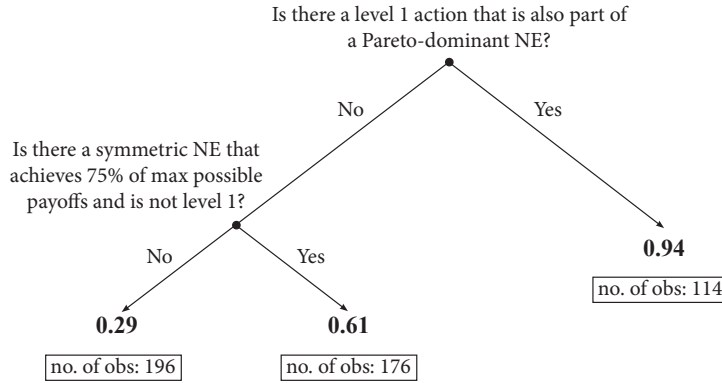 Is there a level 1 action that is also part of
a Pareto-dominant NE?
No
Yes
Is there a symmetric NE that
achieves 75% of max possible
payoffs and is not level 1?
No
Yes
0.94
no. of obs: 114
0.29
0.61
no. of obs: 196
no. of obs: 176